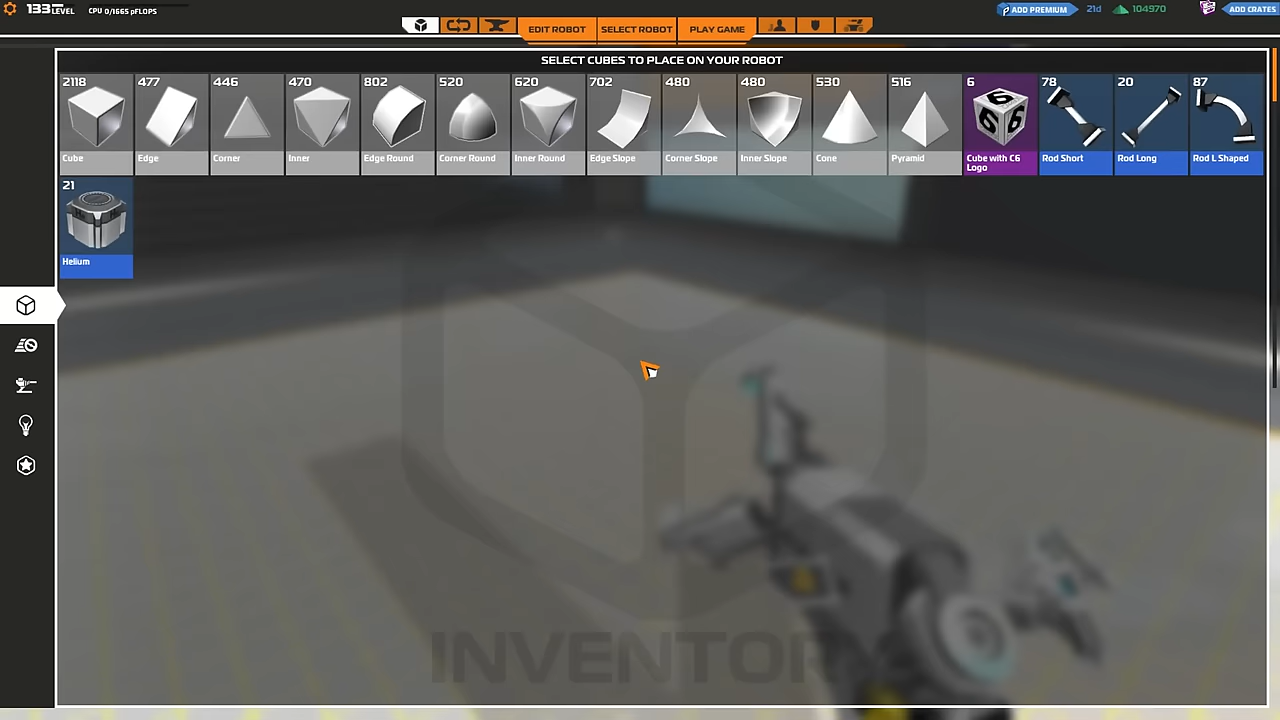 133 LEVEL CPU 0/1665 pFLOPS
ADD PREMIUM 21d 104970 ADD CRATES
EDIT ROBOT SELECT ROBOT PLAY GAME
SELECT CUBES TO PLACE ON YOUR ROBOT
2118 477 446 470 802 520 620 702 480 480 530 516 6 78 20 87
6 6 6
Cube Edge Corner Inner Edge Round Corner Round Inner Round Edge Slope Corner Slope Inner Slope Cone Pyramid Cube with C6 Logo Rod Short Rod Long Rod L Shaped
21
Helium
INVENTORY